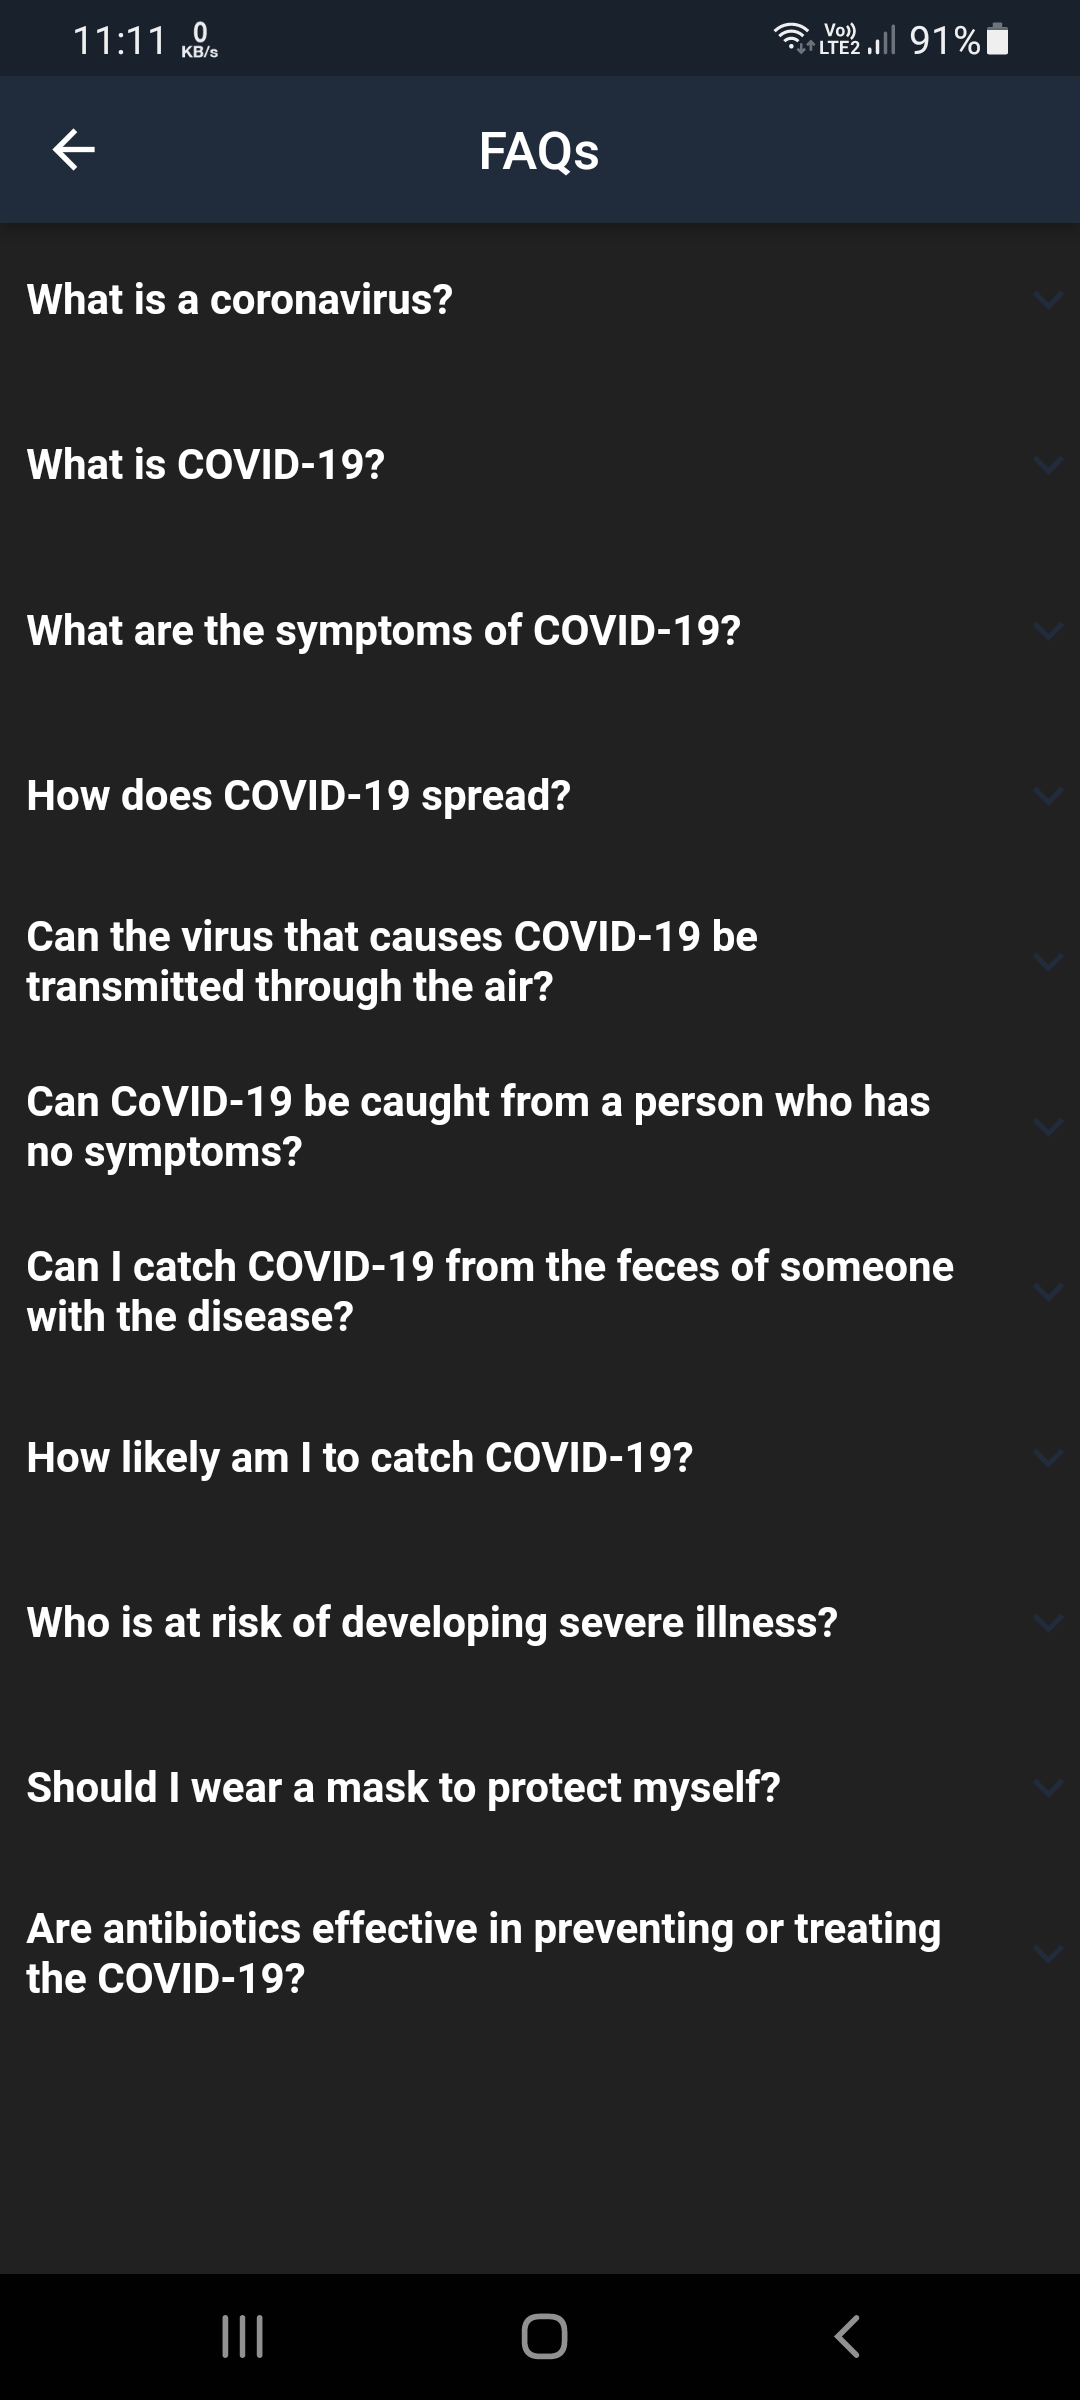 11:11 0 KB/s Vo)) LTE2 91%
FAQs
What is a coronavirus?
What is COVID-19?
What are the symptoms of COVID-19?
How does COVID-19 spread?
Can the virus that causes COVID-19 be
transmitted through the air?
Can CoVID-19 be caught from a person who has
no symptoms?
Can I catch COVID-19 from the feces of someone
with the disease?
How likely am I to catch COVID-19?
Who is at risk of developing severe illness?
Should I wear a mask to protect myself?
Are antibiotics effective in preventing or treating
the COVID-19?